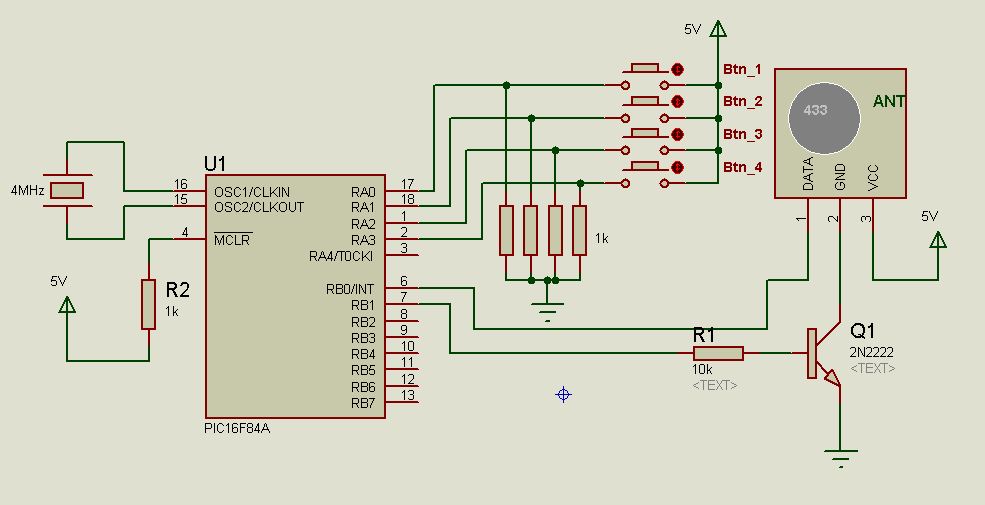 5V
Btn_1
Btn_2
Btn_3
Btn_4
433
ANT
DATA
GND
VCC
1
2
3
5V
4MHz
U1
16
15
4
OSC1/CLKIN
OSC2/CLKOUT
MCLR
RA0
RA1
RA2
RA3
RA4/T0CKI
RB0/INT
RB1
RB2
RB3
RB4
RB5
RB6
RB7
17
18
1
2
3
6
7
8
9
10
11
12
13
PIC16F84A
1k
5V
R2
1k
R1
10k
<TEXT>
Q1
2N2222
<TEXT>